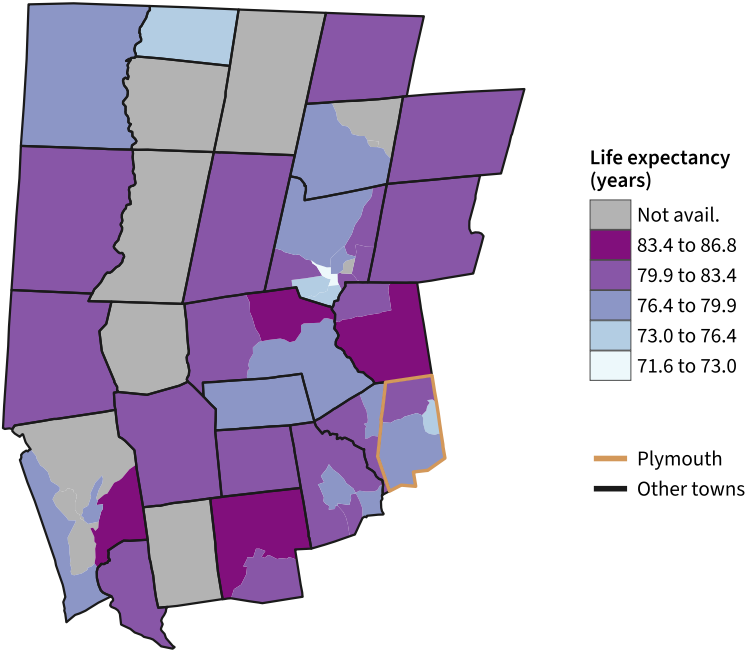 Life expectancy
(years)
Not avail.
83.4 to 86.8
79.9 to 83.4
76.4 to 79.9
73.0 to 76.4
71.6 to 73.0
Plymouth
Other towns